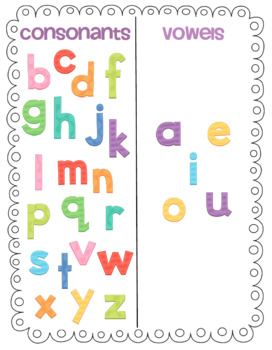 consonants
vowels
b c d f
g h j k
l m n
p q r
s t v w
x y z
a e
i
o u